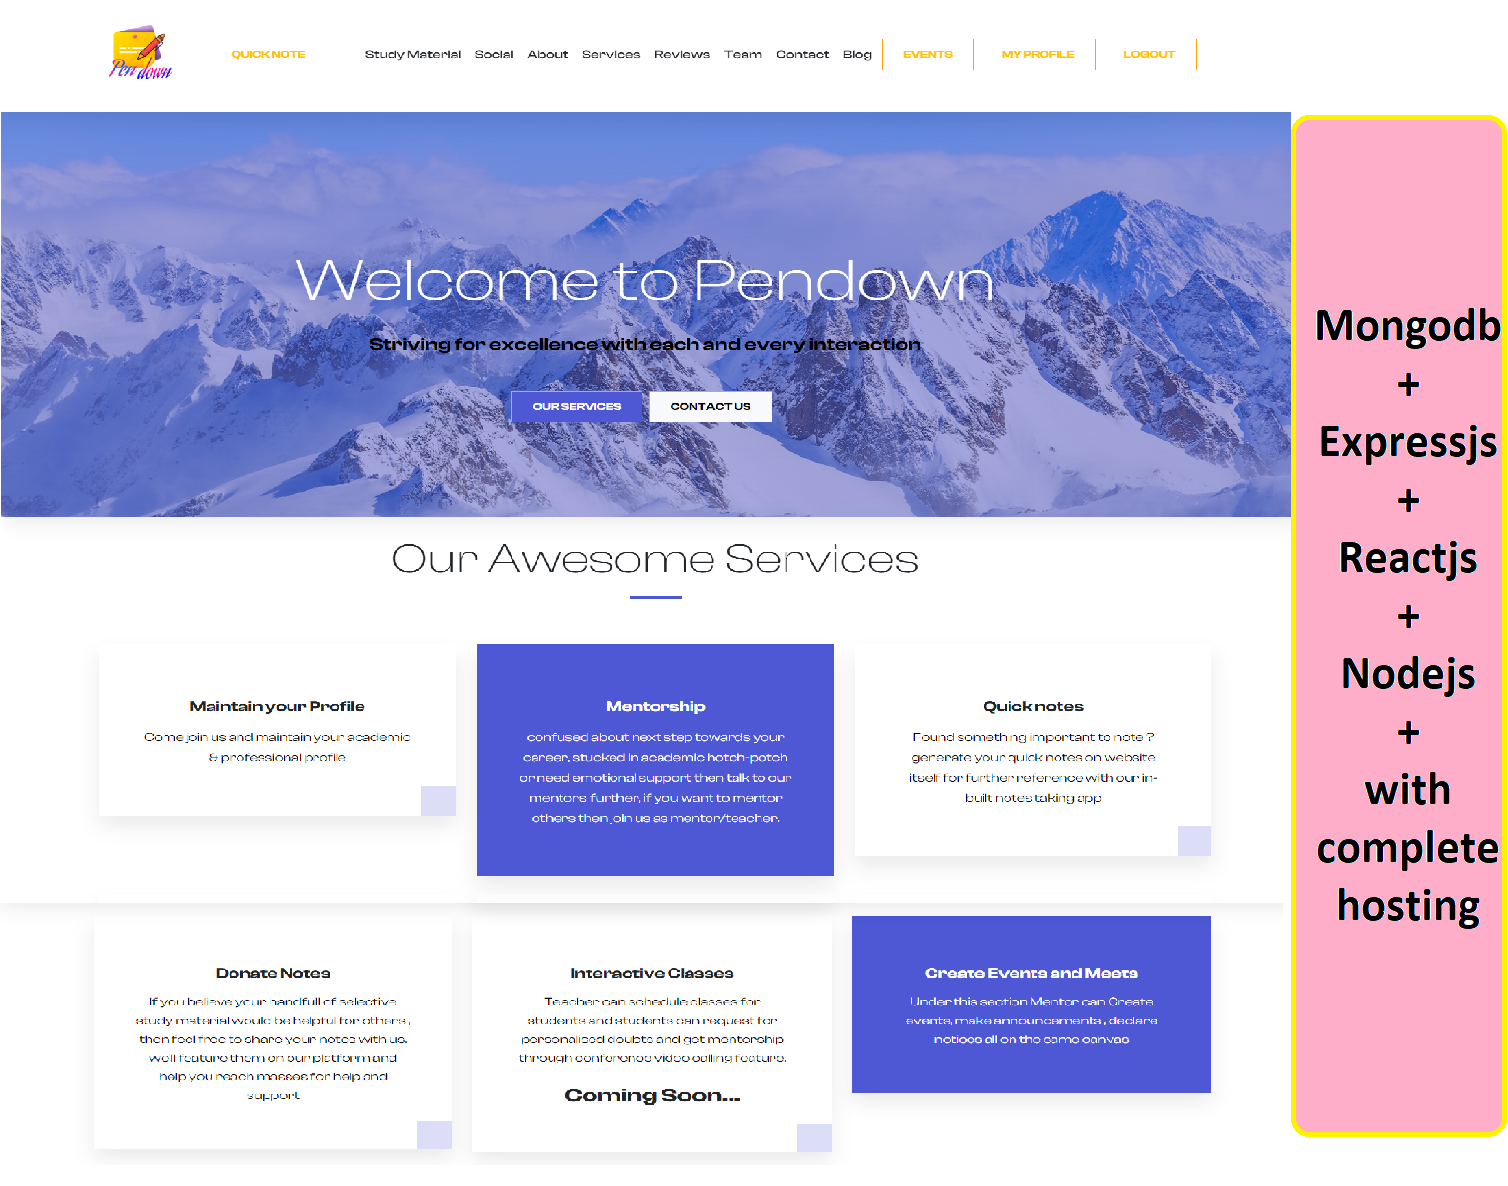 Pen down
QUICK NOTE
Study Material Social About Services Reviews Team Contact Blog
EVENTS
MY PROFILE
LOGOUT
Welcome to Pendown
Striving for excellence with each and every interaction
OUR SERVICES
CONTACT US
Our Awesome Services
Maintain your Profile
Come join us and maintain your academic
& professional profile
Mentorship
confused about next step towards your
career, stucked in academic hotch-potch
or need emotional support then talk to our
mentors. further, if you want to mentor
others then join us as mentor/teacher.
Quick notes
Found something important to note ?
generate your quick notes on website
itself for further reference with our in-
built notes taking app
Donate Notes
If you believe your handfull of selective
study material would be helpful for others ,
then feel free to share your notes with us.
we'll feature them on our platform and
help you reach masses for help and
support
Interactive Classes
Teacher can schedule classes for
students and students can request for
personalised doubts and get mentorship
through conference video calling feature.
Coming Soon...
Create Events and Meets
Under this section Mentor can Create
events, make announcements , declare
notices all on the same canvas
Mongodb
+
Expressjs
+
Reactjs
+
Nodejs
+
with
complete
hosting